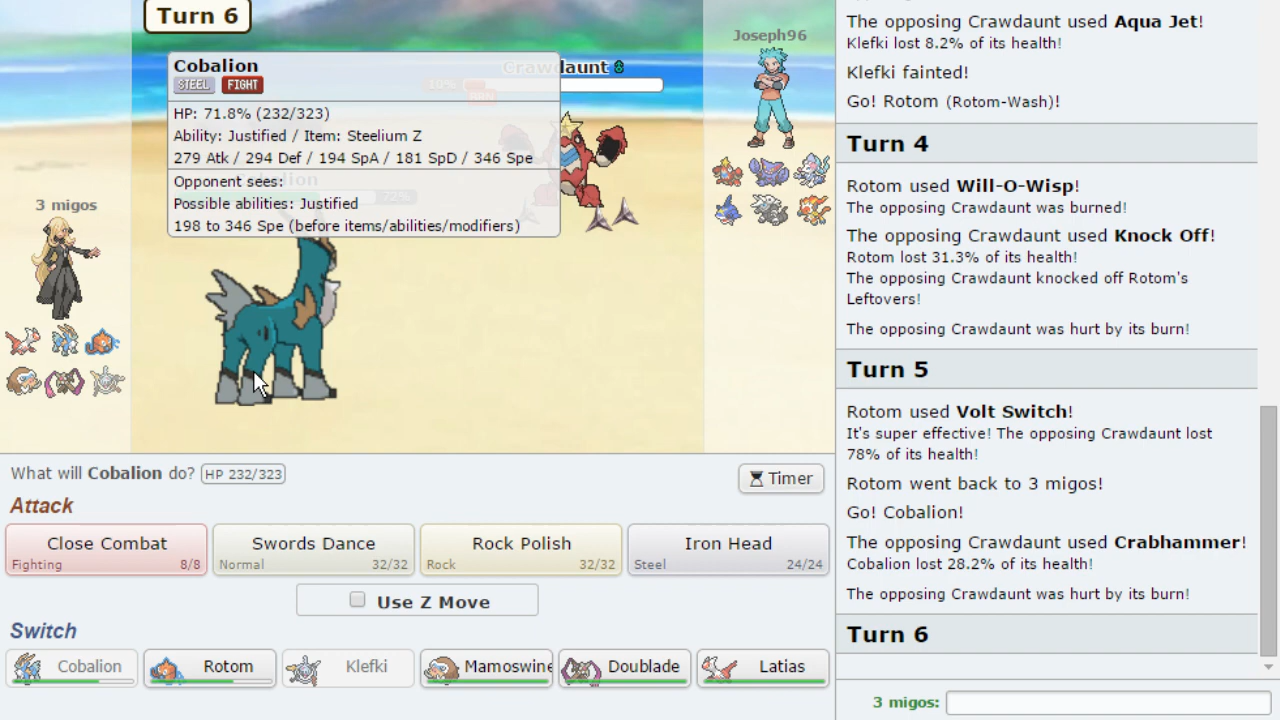 Turn 6
Cobalion
STEEL FIGHT
HP: 71.8% (232/323)
Ability: Justified / Item: Steelium Z
279 Atk / 294 Def / 194 SpA / 181 SpD / 346 Spe
Opponent sees:
Possible abilities: Justified
198 to 346 Spe (before items/abilities/modifiers)
Crawdaunt
10%
BRN
Cobalion
72%
3 migos
Joseph96
What will Cobalion do? HP 232/323
Timer
Attack
Close Combat
Fighting 8/8
Swords Dance
Normal 32/32
Rock Polish
Rock 32/32
Iron Head
Steel 24/24
Use Z Move
Switch
Cobalion
Rotom
Klefki
Mamoswine
Doublade
Latias
The opposing Crawdaunt used Aqua Jet!
Klefki lost 8.2% of its health!
Klefki fainted!
Go! Rotom (Rotom-Wash)!
Turn 4
Rotom used Will-O-Wisp!
The opposing Crawdaunt was burned!
The opposing Crawdaunt used Knock Off!
Rotom lost 31.3% of its health!
The opposing Crawdaunt knocked off Rotom's
Leftovers!
The opposing Crawdaunt was hurt by its burn!
Turn 5
Rotom used Volt Switch!
It's super effective! The opposing Crawdaunt lost
78% of its health!
Rotom went back to 3 migos!
Go! Cobalion!
The opposing Crawdaunt used Crabhammer!
Cobalion lost 28.2% of its health!
The opposing Crawdaunt was hurt by its burn!
Turn 6
3 migos: